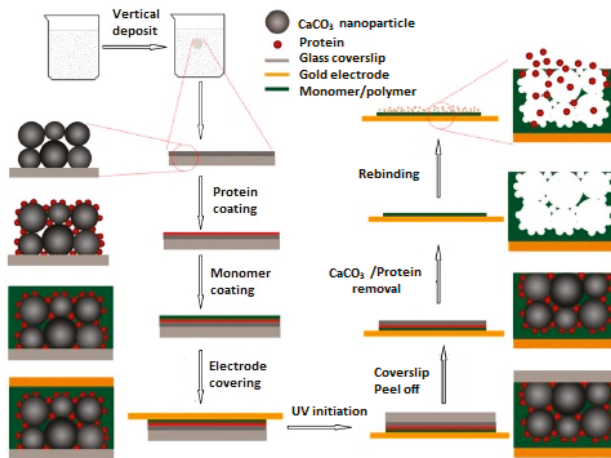 Vertical
deposit
CaCO₃ nanoparticle
Protein
Glass coverslip
Gold electrode
Monomer/polymer
Protein
coating
Monomer
coating
Electrode
covering
UV initiation
Coverslip
Peel off
CaCO₃ /Protein
removal
Rebinding